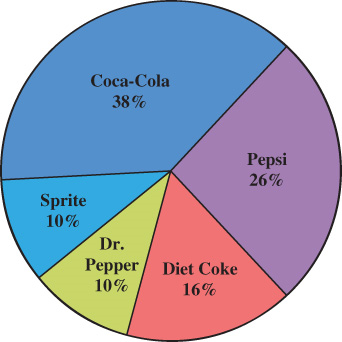 Coca-Cola
38%
Pepsi
26%
Sprite
10%
Dr.
Pepper
10%
Diet Coke
16%